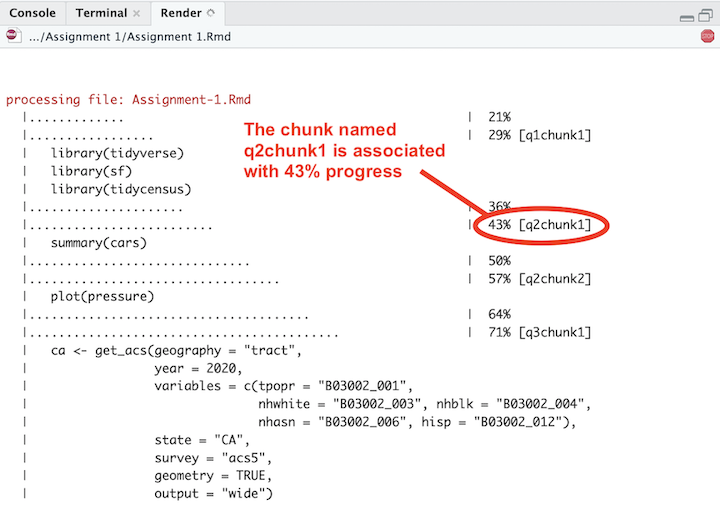 Console Terminal × Render
Rmd .../Assignment 1/Assignment 1.Rmd STOP
processing file: Assignment-1.Rmd
|............. | 21%
|................. | 29% [q1chunk1]
The chunk named
q2chunk1 is associated
with 43% progress
| library(tidyverse)
| library(sf)
| library(tidycensus)
|..................... | 36%
|......................... | 43% [q2chunk1]
| summary(cars)
|............................. | 50%
|.................................. | 57% [q2chunk2]
| plot(pressure)
|...................................... | 64%
|.......................................... | 71% [q3chunk1]
| ca <- get_acs(geography = "tract",
| year = 2020,
| variables = c(tpopr = "B03002_001",
| nhwhite = "B03002_003", nhblk = "B03002_004",
| nhasn = "B03002_006", hisp = "B03002_012"),
| state = "CA",
| survey = "acs5",
| geometry = TRUE,
| output = "wide")